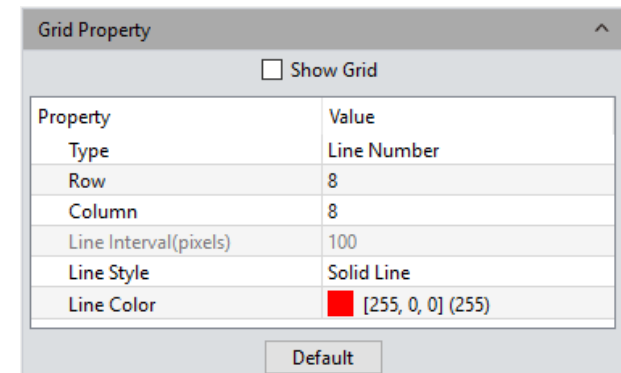 Grid Property
Show Grid
Property Value
Type Line Number
Row 8
Column 8
Line Interval(pixels) 100
Line Style Solid Line
Line Color [255, 0, 0] (255)
Default